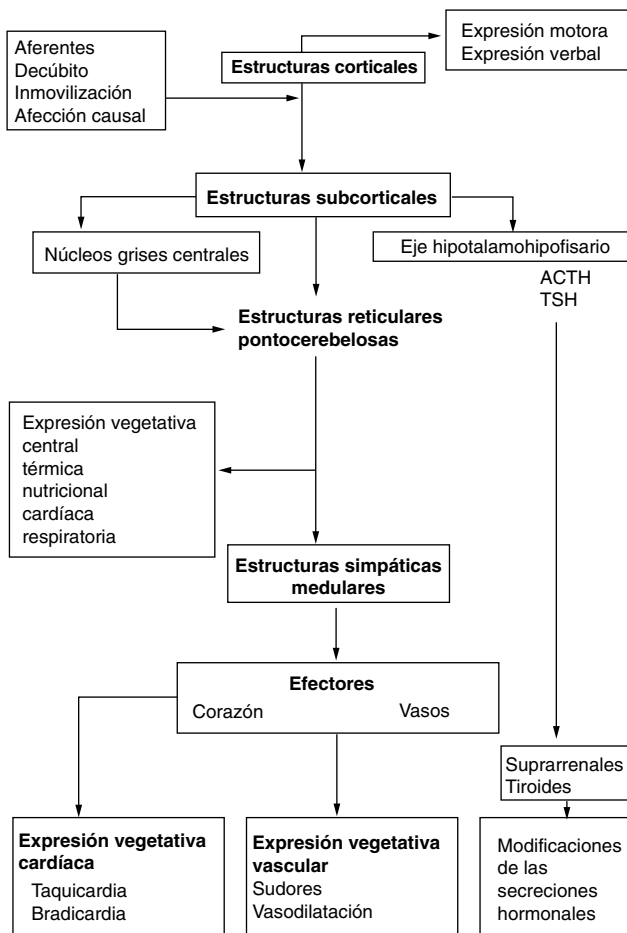 Aferentes
Decúbito
Inmovilización
Afección causal
Estructuras corticales
Expresión motora
Expresión verbal
Estructuras subcorticales
Núcleos grises centrales
Eje hipotalamohipofisario
ACTH
TSH
Estructuras reticulares
pontocerebelosas
Expresión vegetativa
central
térmica
nutricional
cardíaca
respiratoria
Estructuras simpáticas
medulares
Efectores
Corazón Vasos
Suprarrenales
Tiroides
Expresión vegetativa
cardíaca
Taquicardia
Bradicardia
Expresión vegetativa
vascular
Sudores
Vasodilatación
Modificaciones
de las
secreciones
hormonales